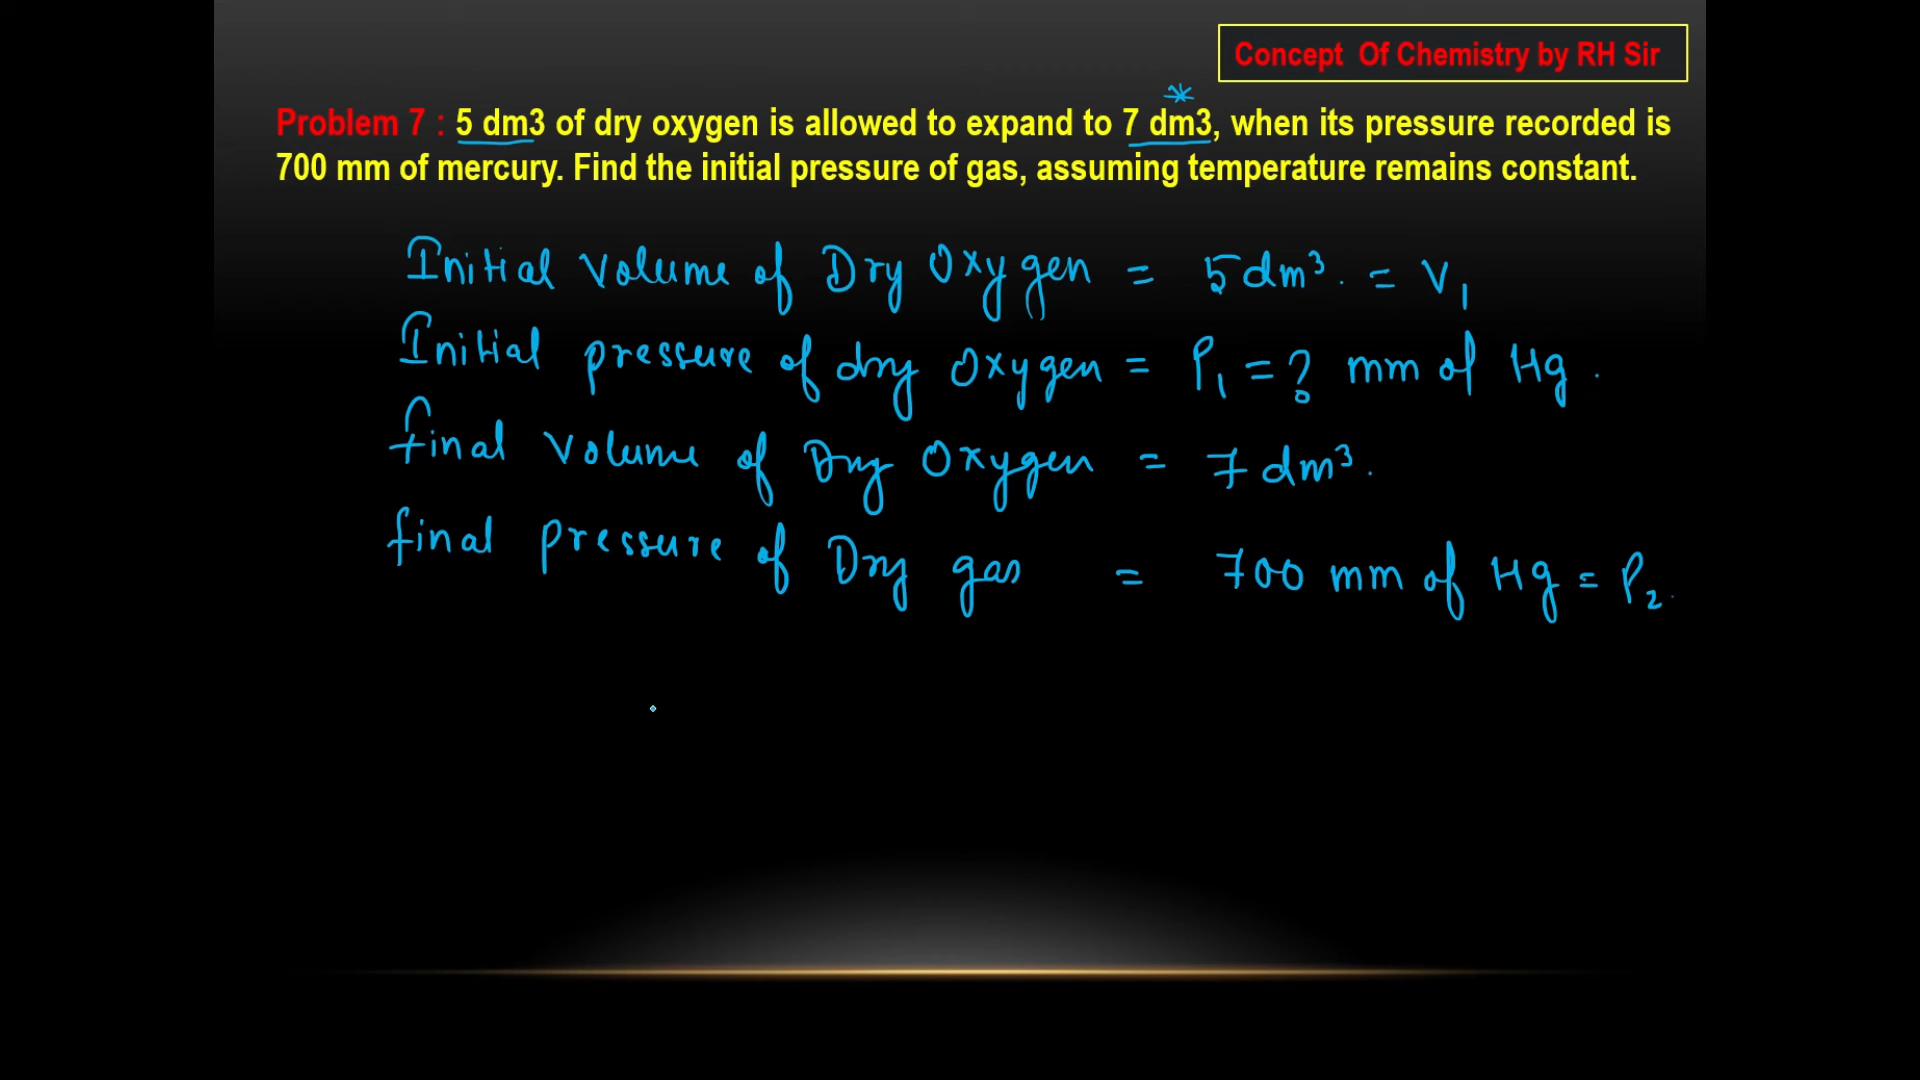 Concept Of Chemistry by RH Sir
Problem 7 : 5 dm3 of dry oxygen is allowed to expand to 7 dm3, when its pressure recorded is
700 mm of mercury. Find the initial pressure of gas, assuming temperature remains constant.
Initial Volume of Dry Oxygen = 5 dm³. = V₁
Initial pressure of dry Oxygen = P₁ = ? mm of Hg.
final Volume of Dry Oxygen = 7 dm³.
final pressure of Dry gas = 700 mm of Hg = P₂.